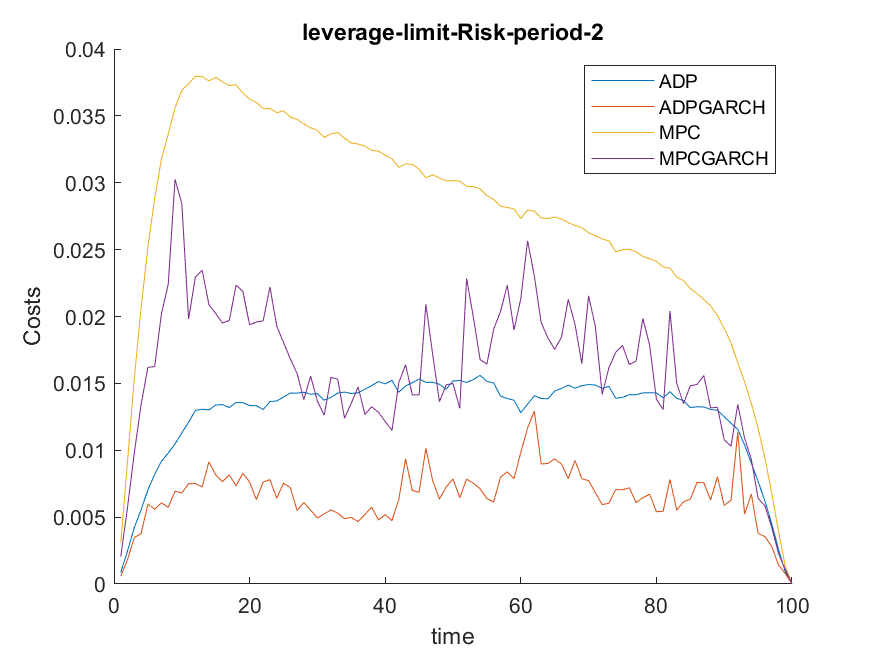 leverage-limit-Risk-period-2
0.04
0.035
0.03
0.025
0.02
0.015
0.01
0.005
0
Costs
ADP
ADPGARCH
MPC
MPCGARCH
0 20 40 60 80 100
time